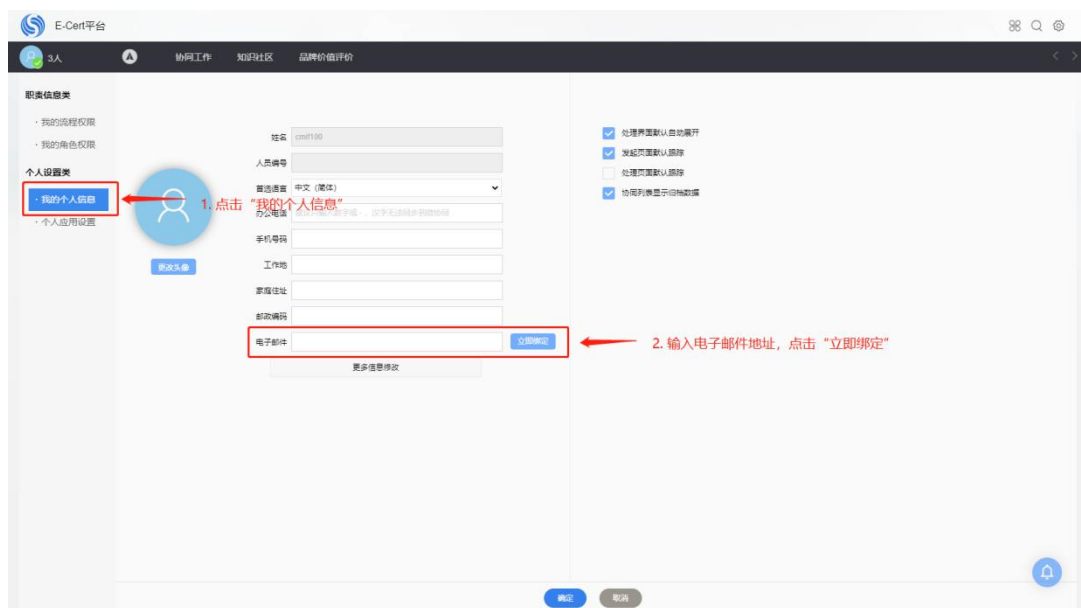 E-Cert平台
3人
协同工作 知识社区 品牌价值评价
职责信息类
· 我的流程权限
· 我的角色权限
个人设置类
· 我的个人信息
· 个人应用设置
1. 点击“我的个人信息”
更改头像
姓名 cmf100
人员编号
首选语言 中文（简体）
办公电话
手机号码
工作地
家庭住址
邮政编码
电子邮件 立即绑定
2. 输入电子邮件地址，点击“立即绑定”
更多信息修改
处理界面默认自动展开
发起页面默认跟踪
处理页面默认跟踪
协同列表显示归档数据
确定 取消